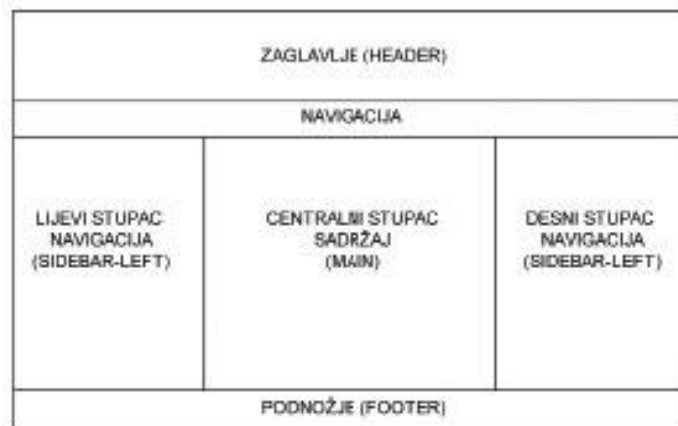 ZAGLAVLJE (HEADER)
NAVIGACIJA
LIJEVI STUPAC
NAVIGACIJA
(SIDEBAR-LEFT)
CENTRALNI STUPAC
SADRŽAJ
(MAIN)
DESNI STUPAC
NAVIGACIJA
(SIDEBAR-LEFT)
PODNOŽJE (FOOTER)